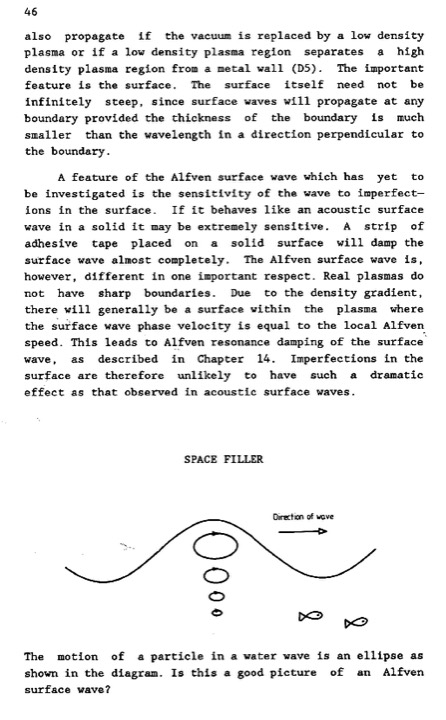 46
also propagate if the vacuum is replaced by a low density
plasma or if a low density plasma region separates a high
density plasma region from a metal wall (D5). The important
feature is the surface. The surface itself need not be
infinitely steep, since surface waves will propagate at any
boundary provided the thickness of the boundary is much
smaller than the wavelength in a direction perpendicular to
the boundary.
A feature of the Alfven surface wave which has yet to
be investigated is the sensitivity of the wave to imperfect-
ions in the surface. If it behaves like an acoustic surface
wave in a solid it may be extremely sensitive. A strip of
adhesive tape placed on a solid surface will damp the
surface wave almost completely. The Alfven surface wave is,
however, different in one important respect. Real plasmas do
not have sharp boundaries. Due to the density gradient,
there will generally be a surface within the plasma where
the surface wave phase velocity is equal to the local Alfven
speed. This leads to Alfven resonance damping of the surface
wave, as described in Chapter 14. Imperfections in the
surface are therefore unlikely to have such a dramatic
effect as that observed in acoustic surface waves.
SPACE FILLER
Direction of wave
The motion of a particle in a water wave is an ellipse as
shown in the diagram. Is this a good picture of an Alfven
surface wave?